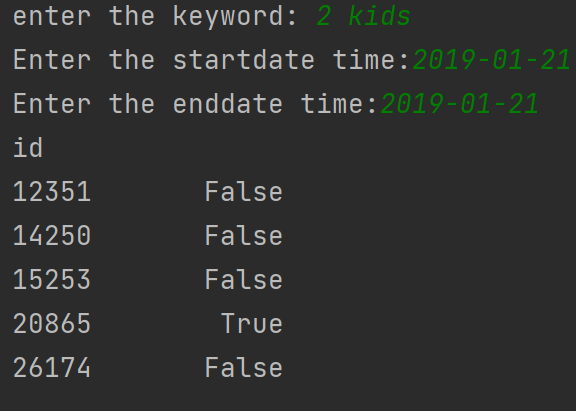 enter the keyword: 2 kids
Enter the startdate time:2019-01-21
Enter the enddate time:2019-01-21
id
12351 False
14250 False
15253 False
20865 True
26174 False